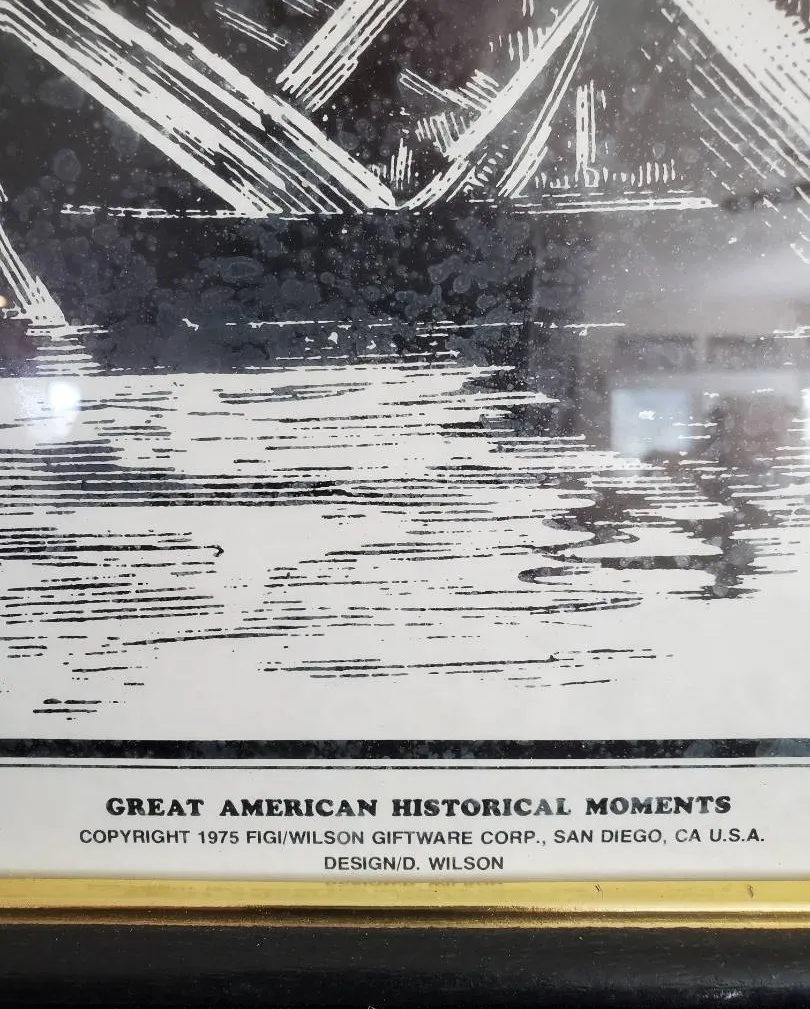 GREAT AMERICAN HISTORICAL MOMENTS
COPYRIGHT 1975 FIGI/WILSON GIFTWARE CORP., SAN DIEGO, CA U.S.A.
DESIGN/D. WILSON